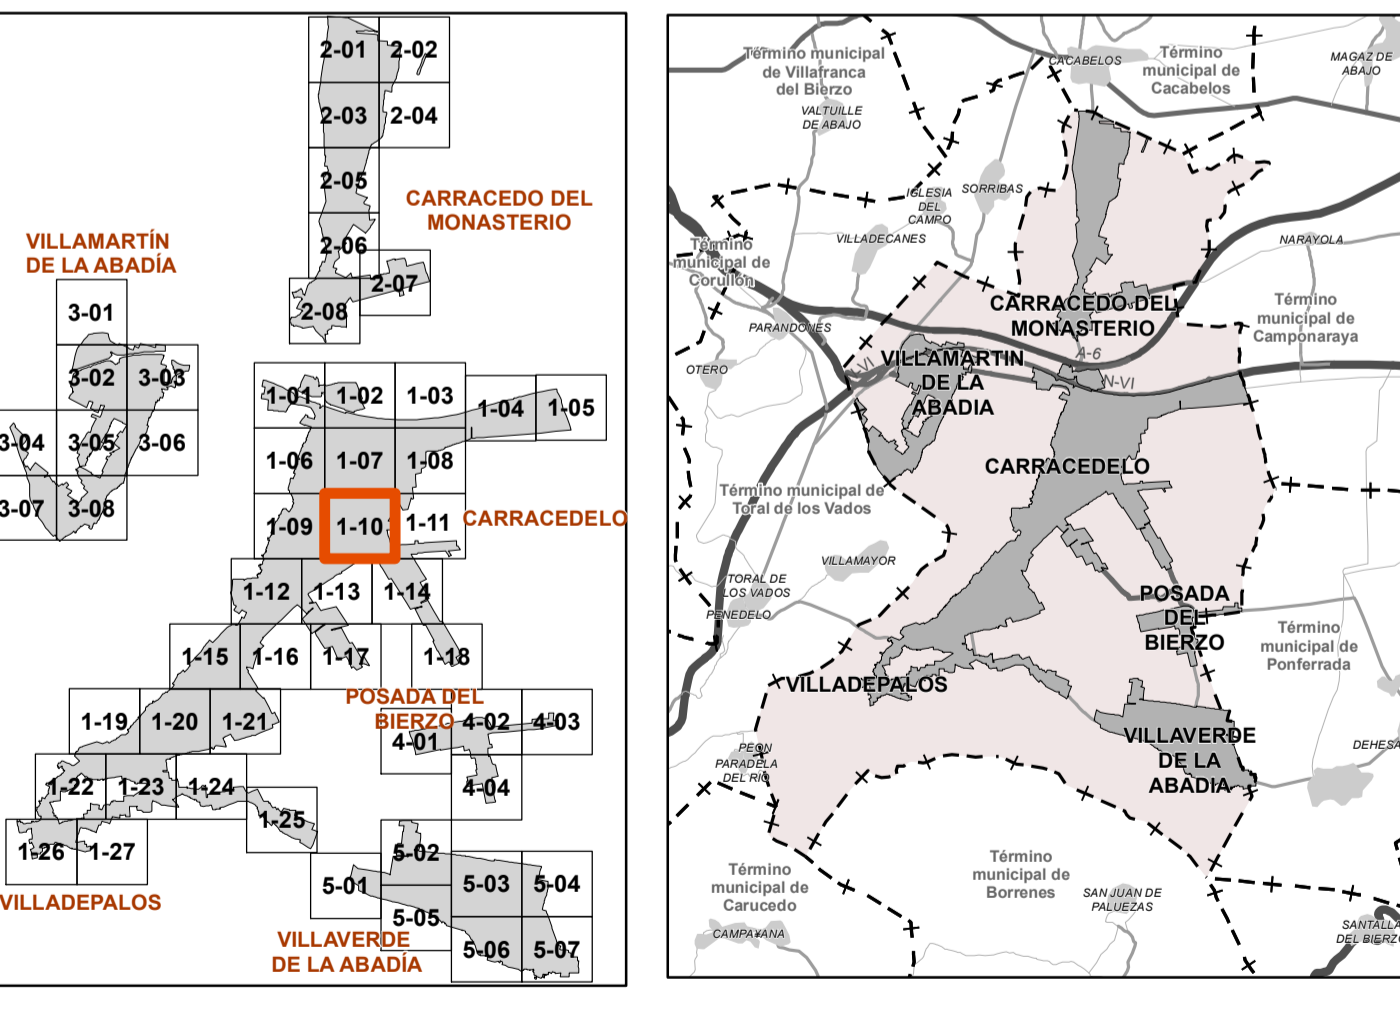 2-01
2-02
2-03
2-04
2-05
2-06
2-07
2-08
CARRACEDO DEL
MONASTERIO
VILLAMARTÍN
DE LA ABADÍA
3-01
3-02
3-03
3-04
3-05
3-06
3-07
3-08
1-01
1-02
1-03
1-04
1-05
1-06
1-07
1-08
1-09
1-10
1-11
CARRACEDELO
1-12
1-13
1-14
1-15
1-16
1-17
1-18
1-19
1-20
1-21
1-22
1-23
1-24
1-25
1-26
1-27
VILLADEPALOS
POSADA DEL
BIERZO
4-01
4-02
4-03
4-04
5-01
5-02
5-03
5-04
5-05
5-06
5-07
VILLAVERDE
DE LA ABADÍA
Término municipal
de Villafranca
del Bierzo
VALTUILLE
DE ABAJO
CACABELOS
Término
municipal de
Cacabelos
MAGAZ DE
ABAJO
IGLESIA
DEL
CAMPO
SORRIBAS
VILLADECANES
NARAYOLA
Término
municipal de
Corullón
PARANDONES
OTERO
CARRACEDO DEL
MONASTERIO
Término
municipal de
Camponaraya
A-6
N-VI
N-VI
VILLAMARTIN
DE LA
ABADIA
CARRACEDELO
Término municipal de
Toral de los Vados
VILLAMAYOR
TORAL DE
LOS VADOS
PENEDELO
POSADA
DEL
BIERZO
Término
municipal de
Ponferrada
VILLADEPALOS
PEON
PARADELA
DEL RÍO
VILLAVERDE
DE LA
ABADIA
DEHESA
Término
municipal de
Carucedo
Término
municipal de
Borrenes
SAN JUAN DE
PALUEZAS
CAMPA¥ANA
SANTALLA
DEL BIERZO